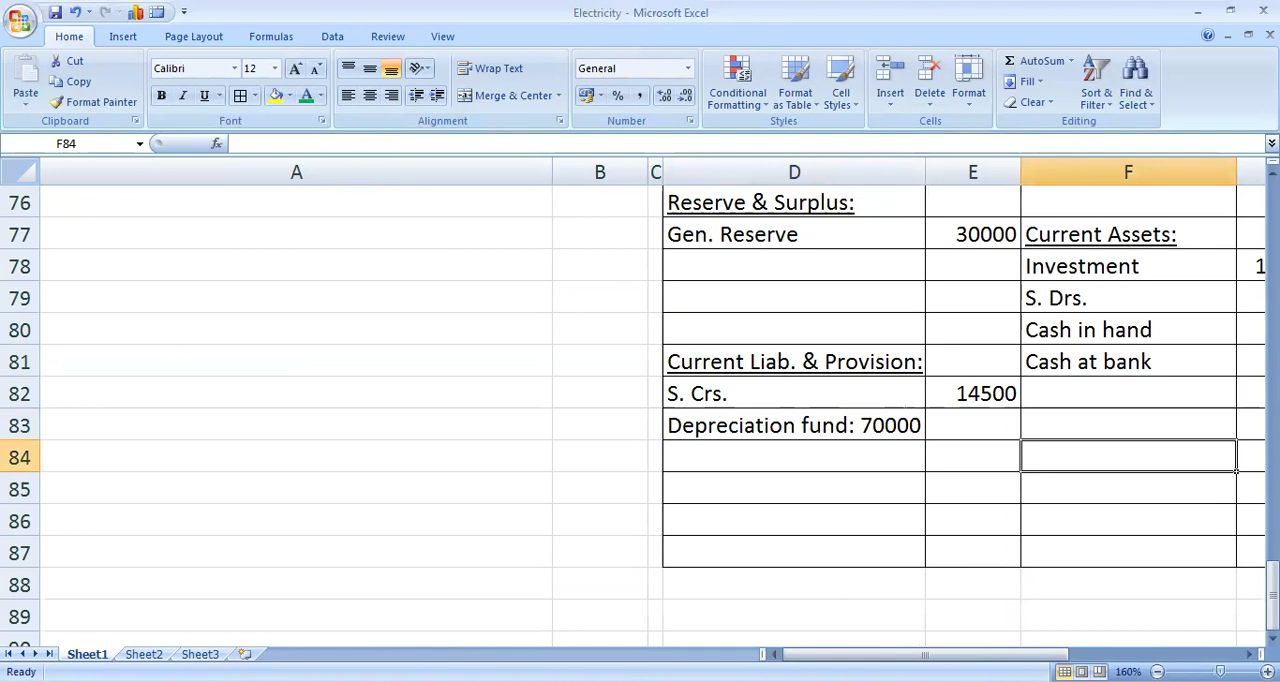 Electricity - Microsoft Excel
Home Insert Page Layout Formulas Data Review View
Paste
Cut
Copy
Format Painter
Clipboard
Calibri 12
B I U
Font
Wrap Text
Merge & Center
Alignment
General
Number
Conditional Formatting
Format as Table
Cell Styles
Styles
Insert
Delete
Format
Cells
Σ AutoSum
Fill
Clear
Sort & Filter
Find & Select
Editing
F84 fx
A B C D E F
76 Reserve & Surplus:
77 Gen. Reserve 30000 Current Assets:
78 Investment 1
79 S. Drs.
80 Cash in hand
81 Current Liab. & Provision: Cash at bank
82 S. Crs. 14500
83 Depreciation fund: 70000
84
85
86
87
88
89
90
Sheet1 Sheet2 Sheet3
Ready 160%